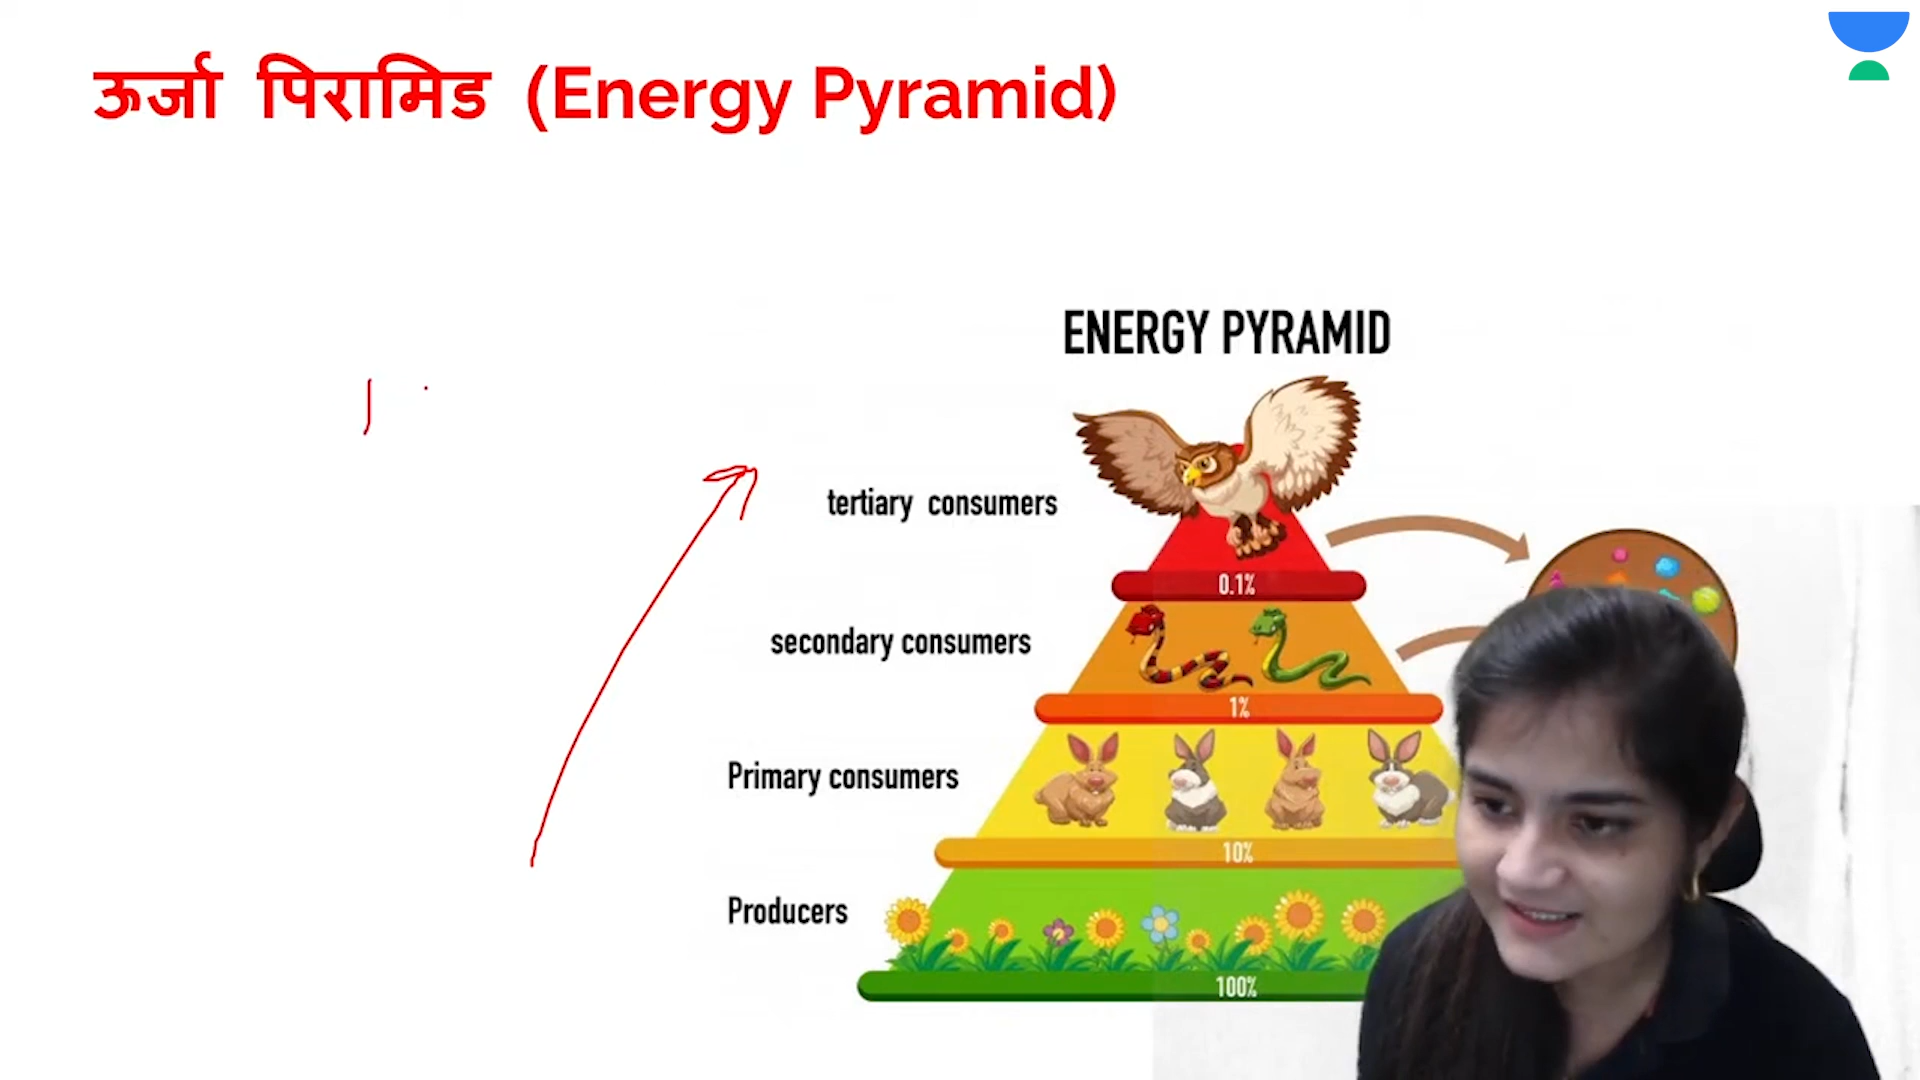 ऊर्जा पिरामिड (Energy Pyramid)
ENERGY PYRAMID
tertiary consumers
0.1%
secondary consumers
1%
Primary consumers
10%
Producers
100%